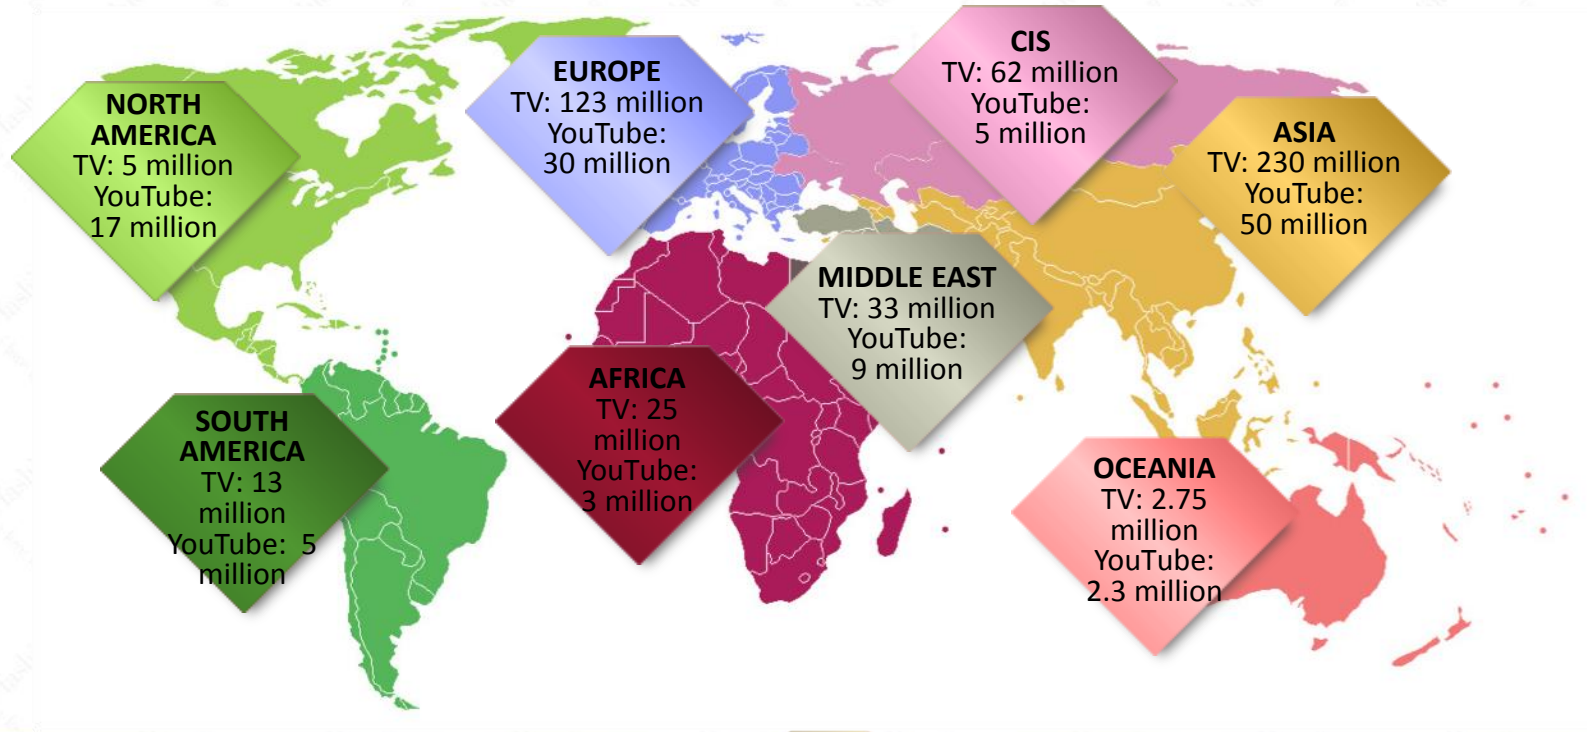 NORTH
AMERICA
TV: 5 million
YouTube:
17 million
EUROPE
TV: 123 million
YouTube:
30 million
CIS
TV: 62 million
YouTube:
5 million
ASIA
TV: 230 million
YouTube:
50 million
MIDDLE EAST
TV: 33 million
YouTube:
9 million
AFRICA
TV: 25
million
YouTube:
3 million
SOUTH
AMERICA
TV: 13
million
YouTube: 5
million
OCEANIA
TV: 2.75
million
YouTube:
2.3 million